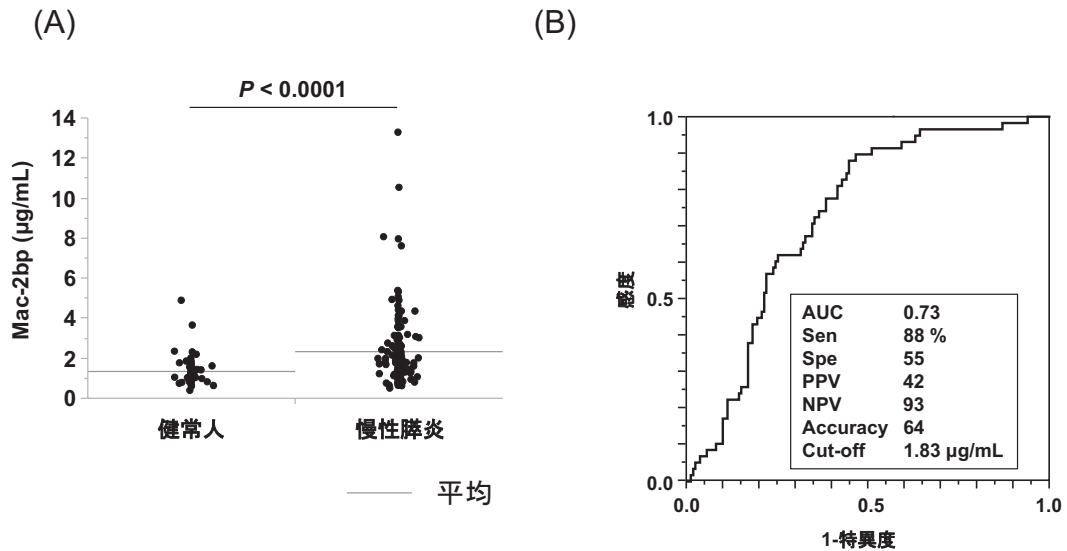 (A)
P < 0.0001
Mac-2bp (μg/mL)
14
12
10
8
6
4
2
0
健常人
慢性膵炎
平均
(B)
感度
1.0
0.5
0.0
AUC 0.73
Sen 88 %
Spe 55
PPV 42
NPV 93
Accuracy 64
Cut-off 1.83 μg/mL
0.0
0.5
1.0
1-特異度